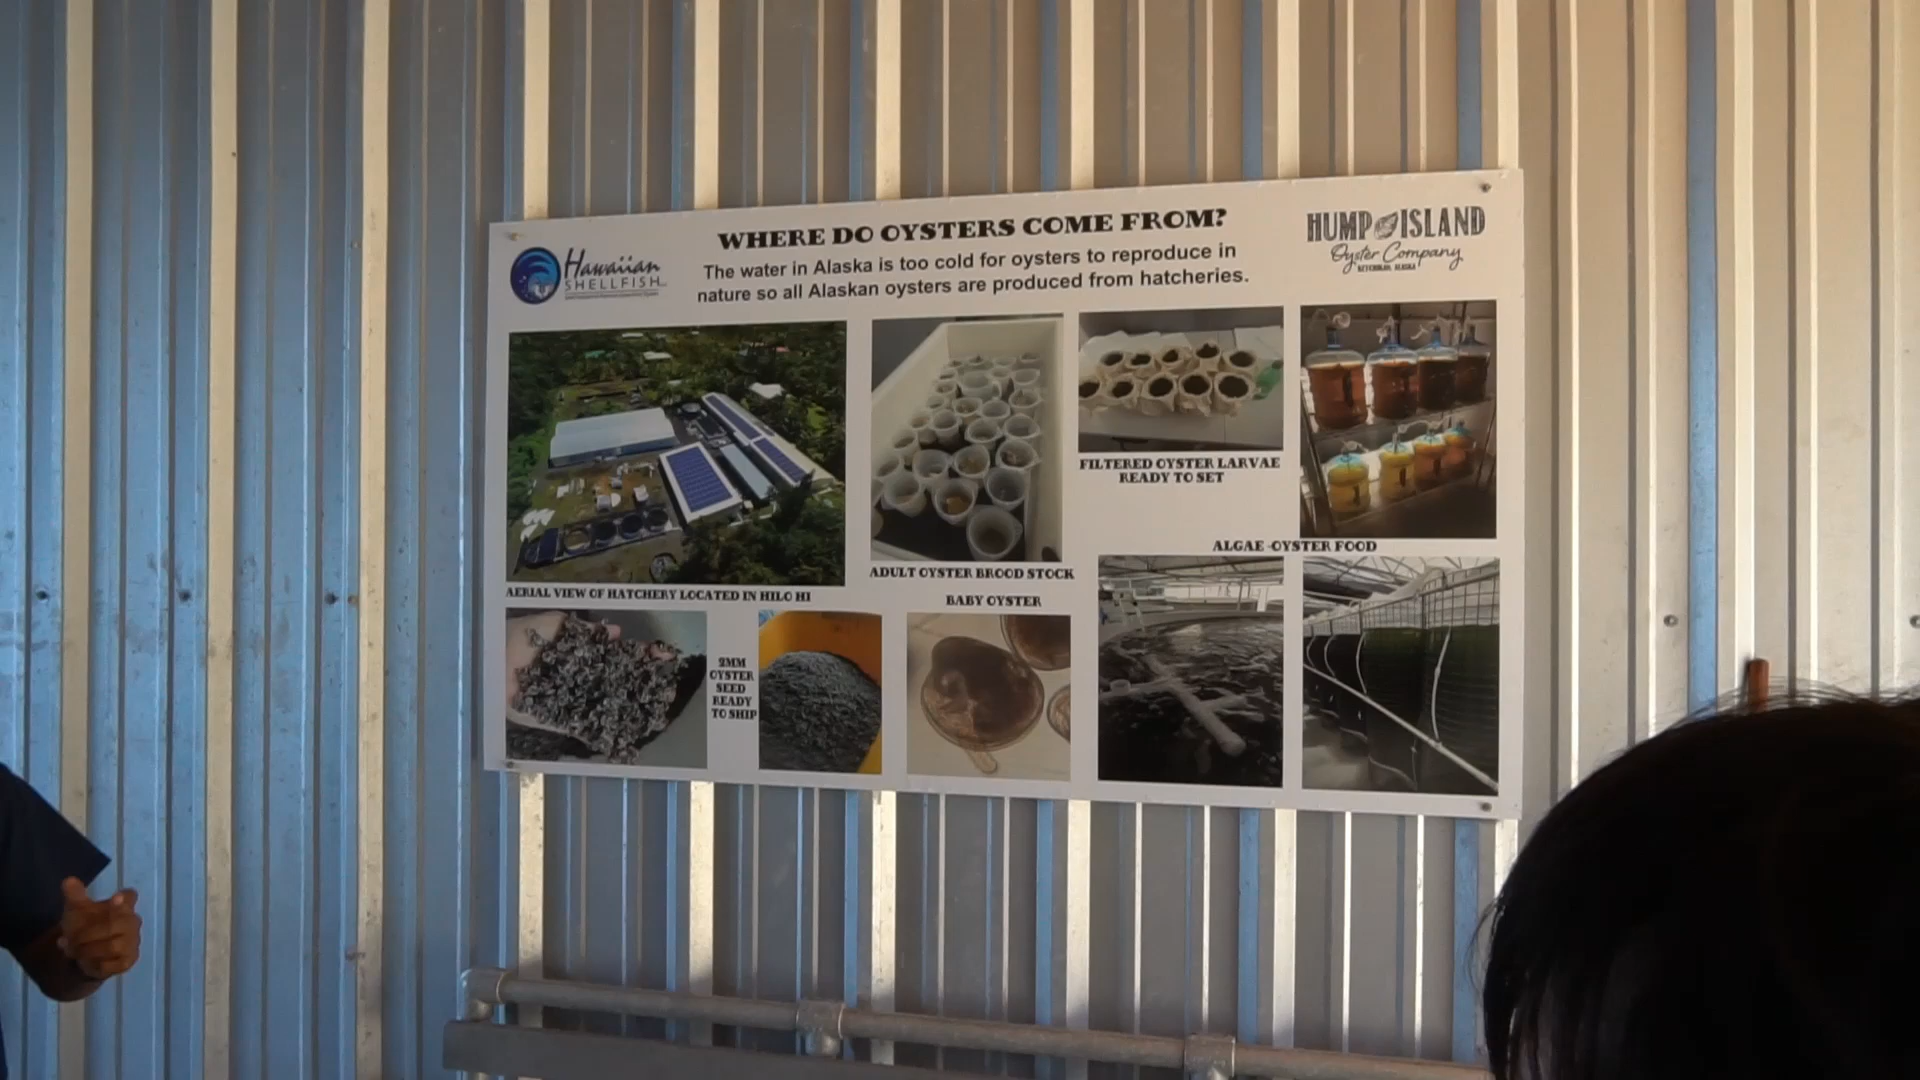 WHERE DO OYSTERS COME FROM?
The water in Alaska is too cold for oysters to reproduce in
nature so all Alaskan oysters are produced from hatcheries.
Hawaiian
SHELLFISH
HUMP ISLAND
Oyster Company
KETCHIKAN, ALASKA
AERIAL VIEW OF HATCHERY LOCATED IN HILO HI
ADULT OYSTER BROOD STOCK
FILTERED OYSTER LARVAE
READY TO SET
ALGAE-OYSTER FOOD
2MM
OYSTER
SEED
READY
TO SHIP
BABY OYSTER